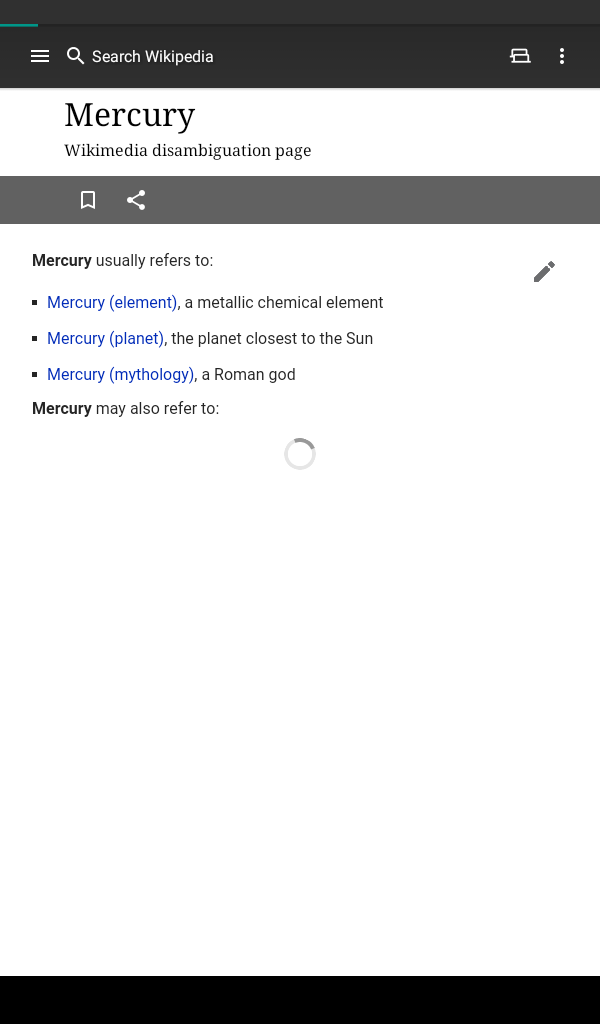 Search Wikipedia
Mercury
Wikimedia disambiguation page
Mercury usually refers to:
Mercury (element), a metallic chemical element
Mercury (planet), the planet closest to the Sun
Mercury (mythology), a Roman god
Mercury may also refer to: